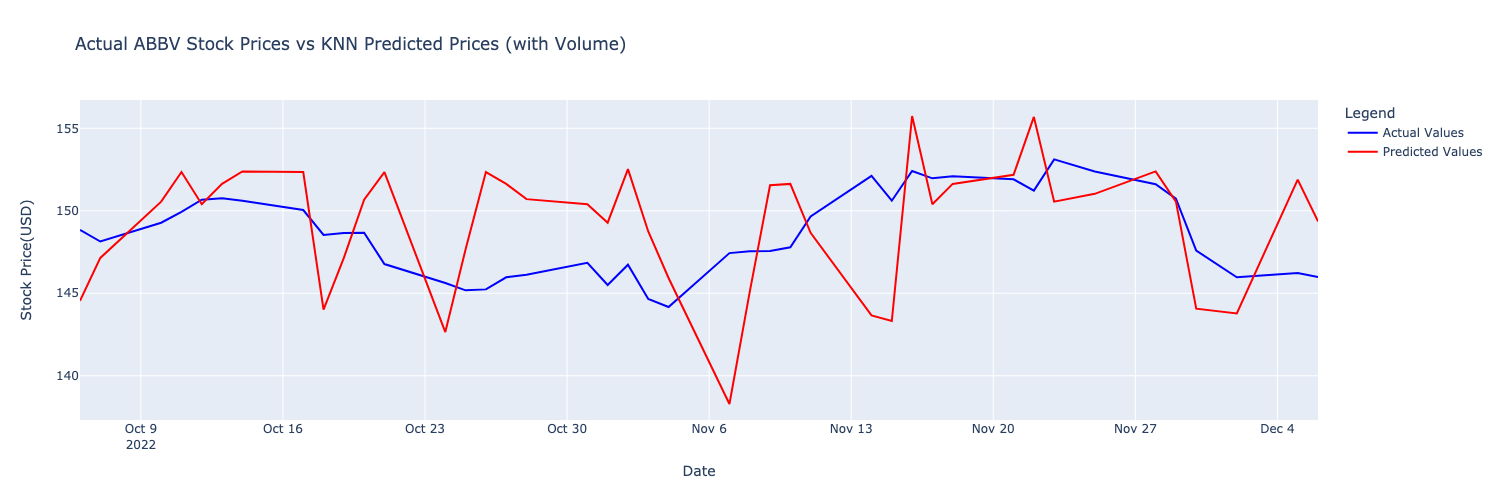 Actual ABBV Stock Prices vs KNN Predicted Prices (with Volume)
Legend
Actual Values
Predicted Values
Stock Price(USD)
155
150
145
140
Oct 9
2022
Oct 16
Oct 23
Oct 30
Nov 6
Nov 13
Nov 20
Nov 27
Dec 4
Date